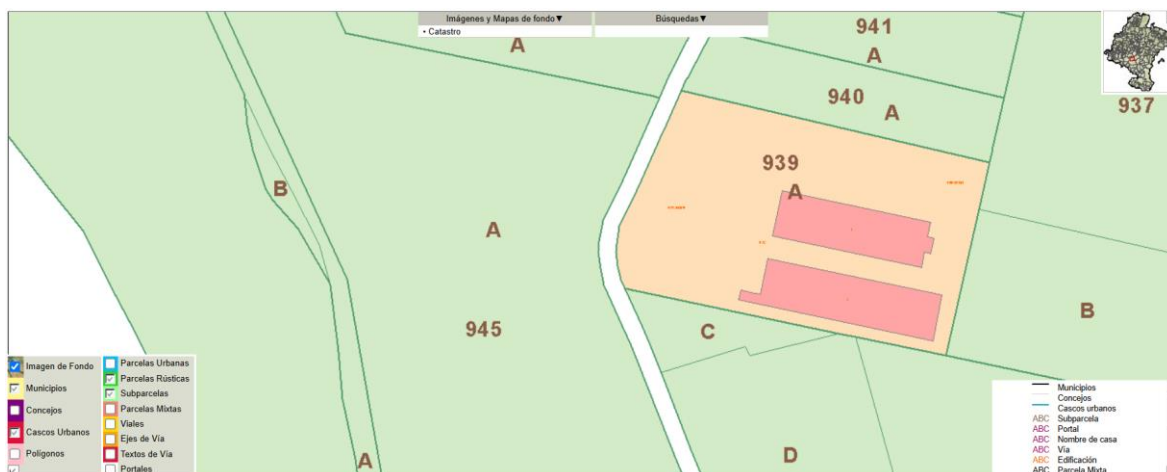 Imágenes y Mapas de fondo ▼
Búsquedas ▼
• Catastro
A
941
A
940
A
937
939
A
B
A
945
C
B
D
A
Imagen de Fondo
Municipios
Concejos
Cascos Urbanos
Polígonos
Parcelas Urbanas
Parcelas Rústicas
Subparcelas
Parcelas Mixtas
Viales
Ejes de Vía
Textos de Vía
Portales
Municipios
Concejos
Cascos urbanos
ABC Subparcela
ABC Portal
ABC Nombre de casa
ABC Vía
ABC Edificación
ABC Parcela Mixta